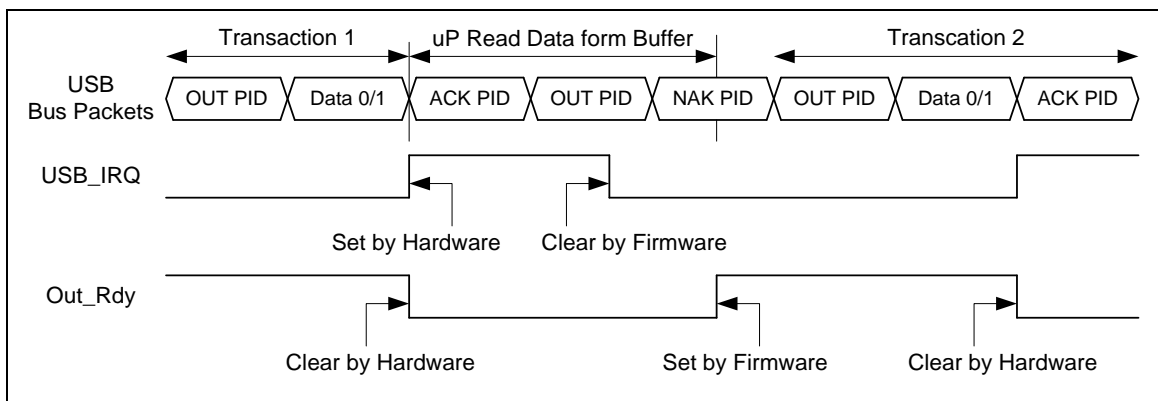 Transaction 1
uP Read Data form Buffer
Transcation 2
USB
Bus Packets
OUT PID
Data 0/1
ACK PID
OUT PID
NAK PID
OUT PID
Data 0/1
ACK PID
USB_IRQ
Set by Hardware
Clear by Firmware
Out_Rdy
Clear by Hardware
Set by Firmware
Clear by Hardware